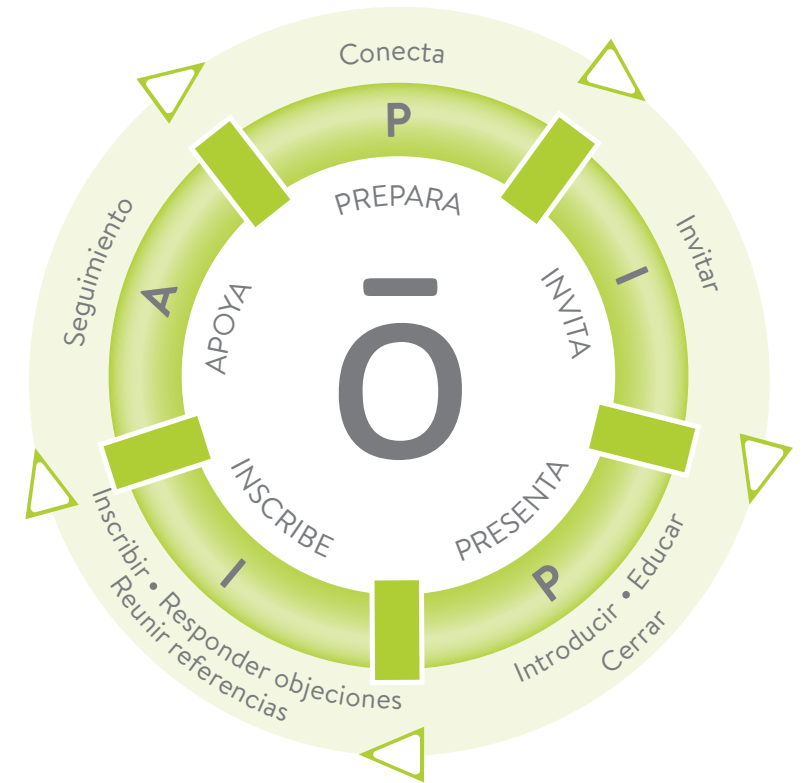 Conecta
P
PREPARA
Invitar
I
INVITA
Introducir • Educar
Cerrar
P
PRESENTA
Inscribir • Responder objeciones
Reunir referencias
I
INSCRIBE
Seguimiento
A
APOYA
Ō